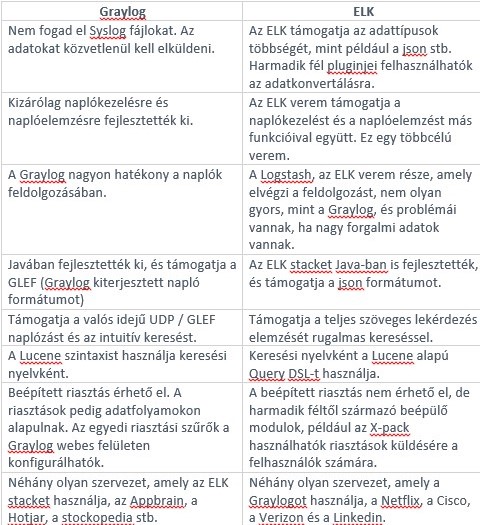 Graylog
ELK
Nem fogad el Syslog fájlokat. Az
adatokat közvetlenül kell elküldeni.
Az ELK támogatja az adattípusok
többségét, mint például a json stb.
Harmadik fél pluginjei felhasználhatók
az adatkonvertálásra.
Kizárólag naplókezelésre és
naplóelemzésre fejlesztették ki.
Az ELK verem támogatja a
naplókezelést és a naplóelemzést más
funkcióival együtt. Ez egy többcélú
verem.
A Graylog nagyon hatékony a naplók
feldolgozásában.
A Logstash, az ELK verem része, amely
elvégzi a feldolgozást, nem olyan
gyors, mint a Graylog, és problémái
vannak, ha nagy forgalmi adatok
vannak.
Javában fejlesztették ki, és támogatja a
GLEF (Graylog kiterjesztett napló
formátumot)
Az ELK stacket Java-ban is fejlesztették,
és támogatja a json formátumot.
Támogatja a valós idejű UDP / GLEF
naplózást és az intuitív keresést.
Támogatja a teljes szöveges lekérdezés
elemzését rugalmas kereséssel.
A Lucene szintaxist használja keresési
nyelvként.
Keresési nyelvként a Lucene alapú
Query DSL-t használja.
Beépített riasztás érhető el. A
riasztások pedig adatfolyamokon
alapulnak. Az egyedi riasztási szűrők a
Graylog webes felületen
konfigurálhatók.
A beépített riasztás nem érhető el, de
harmadik féltől származó beépülő
modulok, például az X-pack
használhatók riasztások küldésére a
felhasználók számára.
Néhány olyan szervezet, amely az ELK
stacket használja, az Appbrain, a
Hotjar, a stockopedia stb.
Néhány olyan szervezet, amely a
Graylogot használja, a Netflix, a Cisco,
a Verizon és a Linkedin.